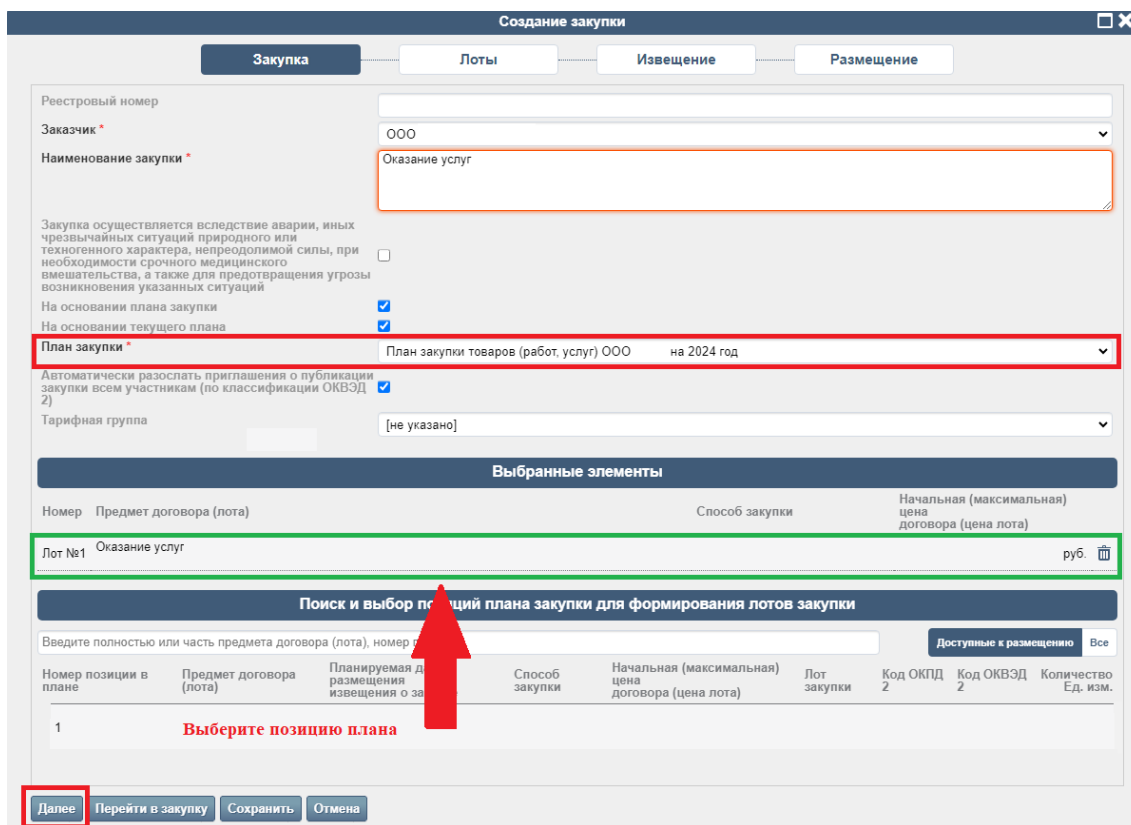 Создание закупки
Закупка
Лоты
Извещение
Размещение
Реестровый номер
Заказчик *
ООО
Наименование закупки *
Оказание услуг
Закупка осуществляется вследствие аварии, иных
чрезвычайных ситуаций природного или
техногенного характера, непреодолимой силы, при
необходимости срочного медицинского
вмешательства, а также для предотвращения угрозы
возникновения указанных ситуаций
На основании плана закупки
На основании текущего плана
План закупки *
План закупки товаров (работ, услуг) ООО на 2024 год
Автоматически разослать приглашения о публикации
закупки всем участникам (по классификации ОКВЭД
2)
Тарифная группа
[не указано]
Выбранные элементы
Номер
Предмет договора (лота)
Способ закупки
Начальная (максимальная)
цена
договора (цена лота)
Лот №1
Оказание услуг
руб.
Поиск и выбор позиций плана закупки для формирования лотов закупки
Введите полностью или часть предмета договора (лота), номер
Доступные к размещению
Все
Номер позиции в
плане
Предмет договора
(лота)
Планируемая
размещения
извещения о
Способ
закупки
Начальная (максимальная)
цена
договора (цена лота)
Лот
закупки
Код ОКПД
2
Код ОКВЭД
2
Количество
Ед. изм.
1
Выберите позицию плана
Далее
Перейти в закупку
Сохранить
Отмена